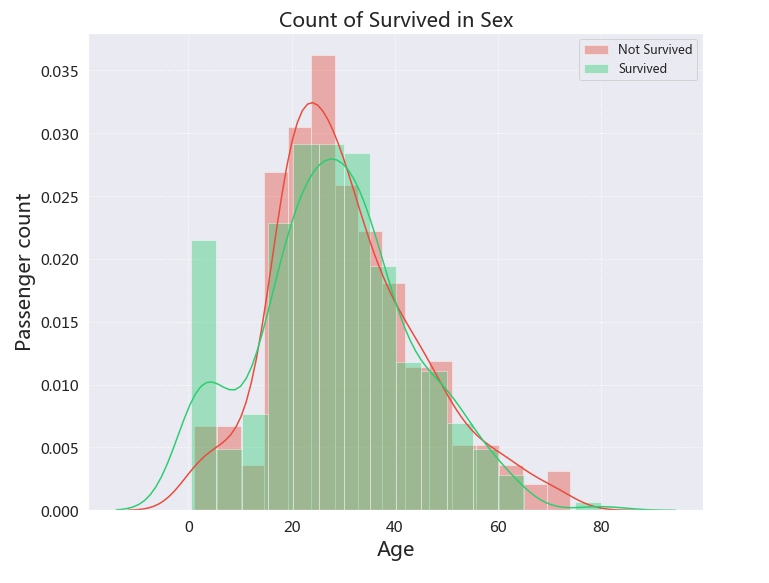 Count of Survived in Sex
Not Survived
Survived
0.035
0.030
0.025
0.020
0.015
0.010
0.005
0.000
Passenger count
0 20 40 60 80
Age